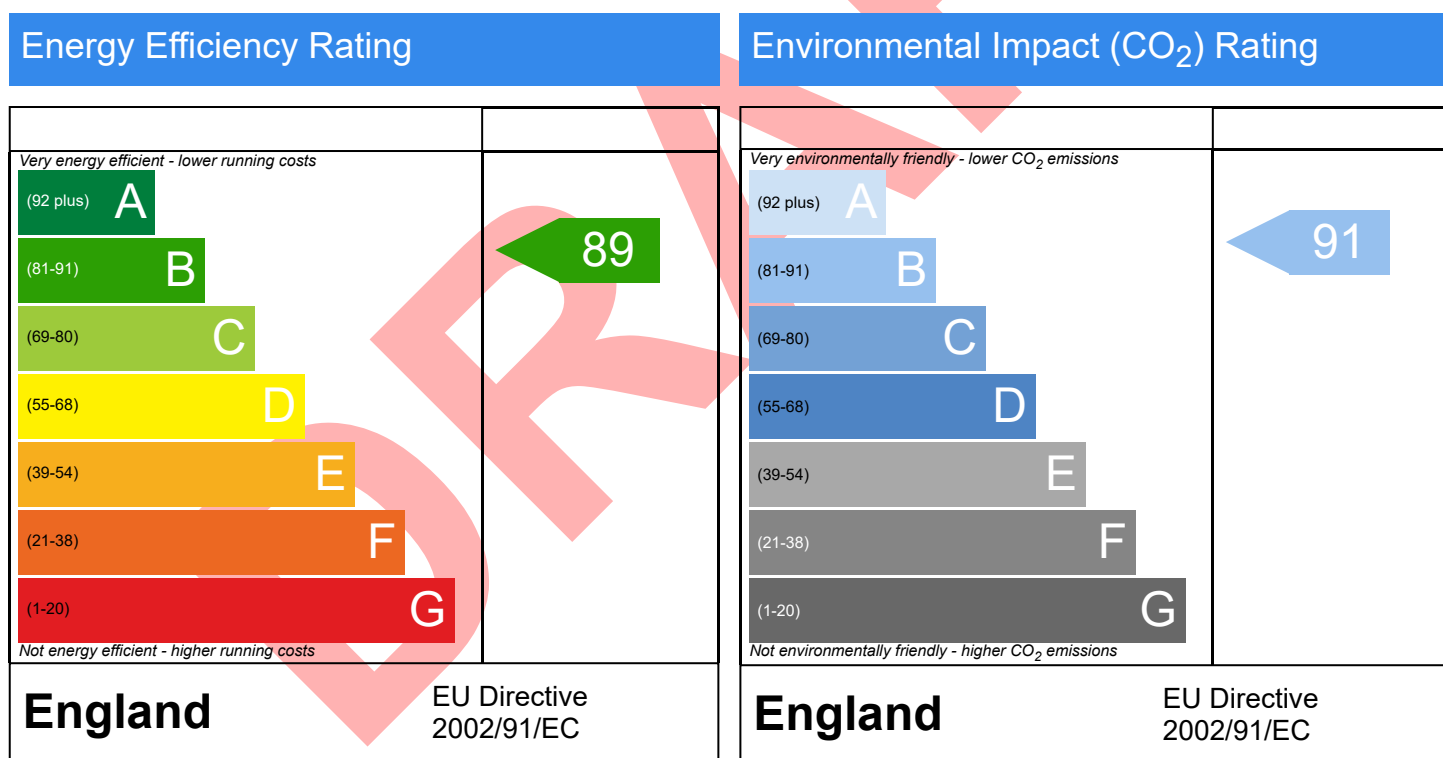 Energy Efficiency Rating
Very energy efficient - lower running costs
(92 plus) A
(81-91) B
(69-80) C
(55-68) D
(39-54) E
(21-38) F
(1-20) G
Not energy efficient - higher running costs
89
England
EU Directive
2002/91/EC
Environmental Impact (CO2) Rating
Very environmentally friendly - lower CO2 emissions
(92 plus) A
(81-91) B
(69-80) C
(55-68) D
(39-54) E
(21-38) F
(1-20) G
Not environmentally friendly - higher CO2 emissions
91
England
EU Directive
2002/91/EC